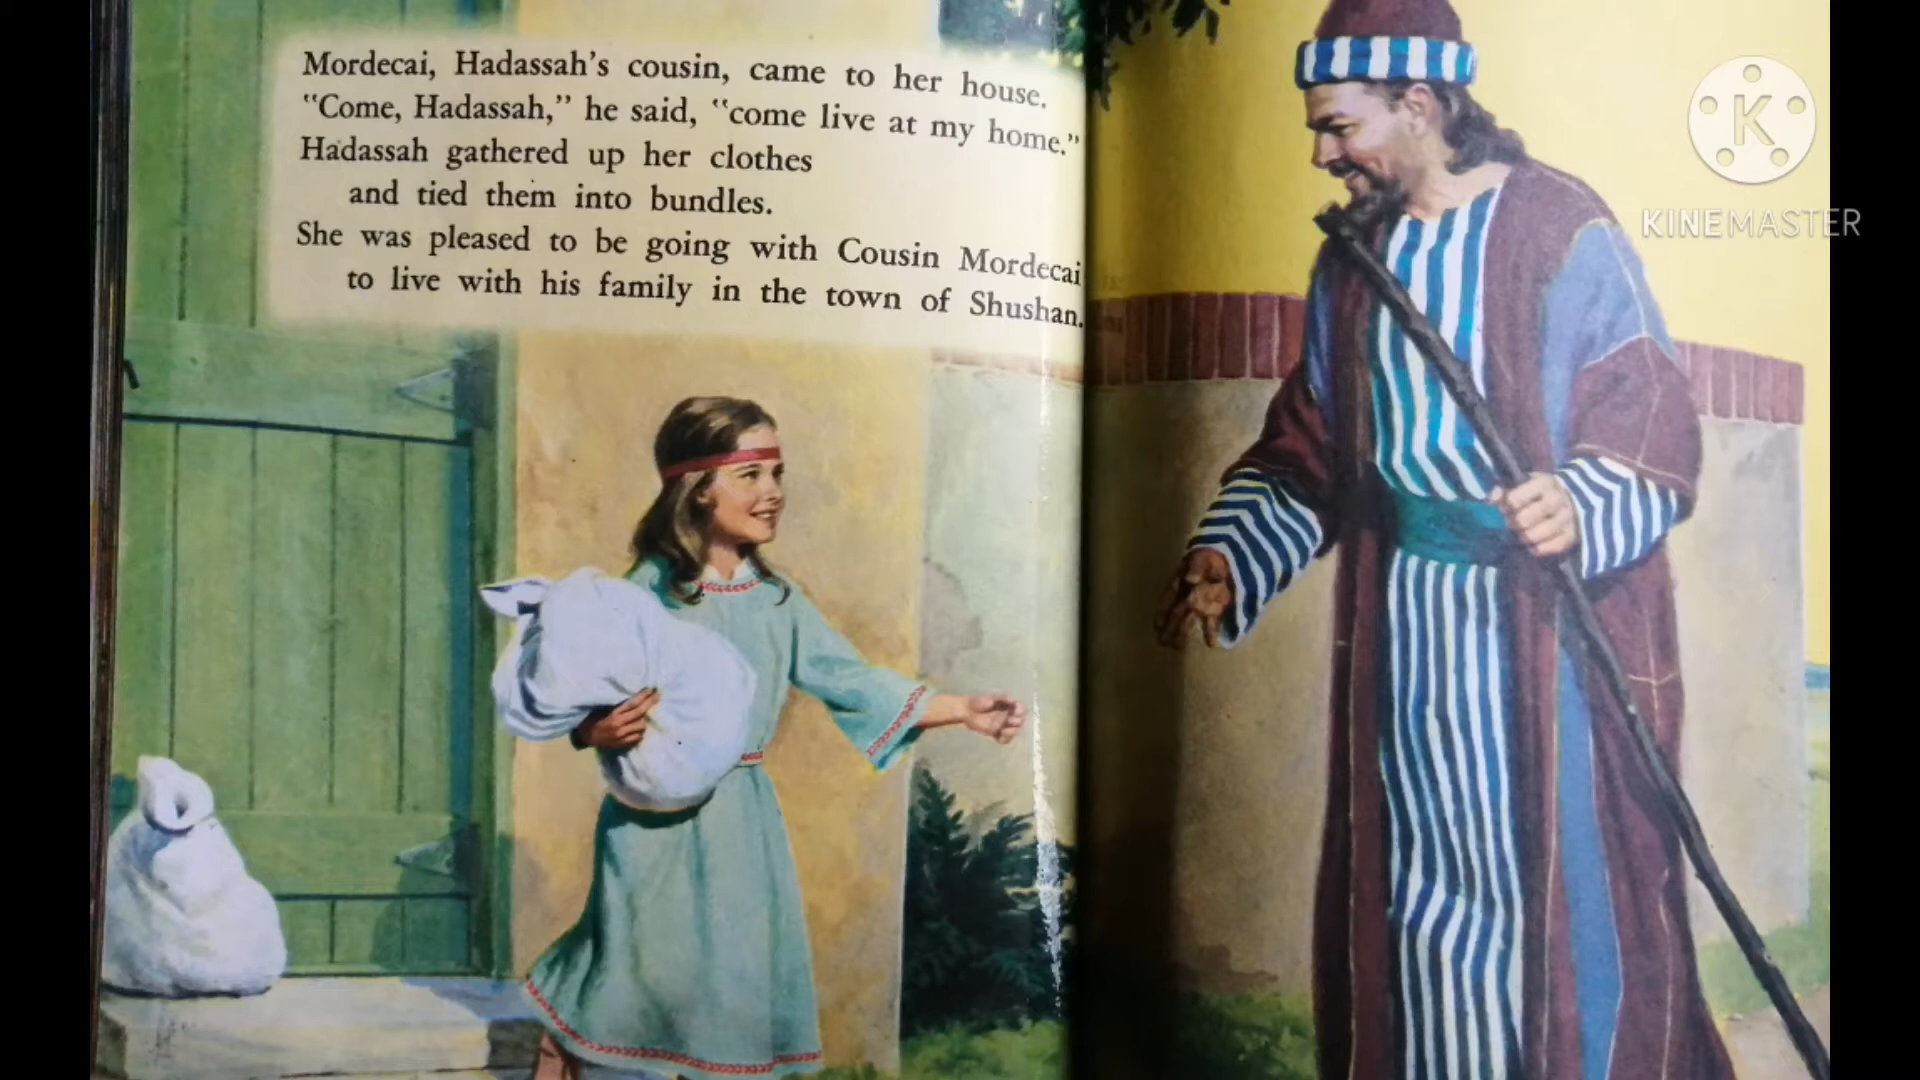 Mordecai, Hadassah's cousin, came to her house.
"Come, Hadassah," he said, "come live at my home."
Hadassah gathered up her clothes
and tied them into bundles.
She was pleased to be going with Cousin Mordecai
to live with his family in the town of Shushan.
K
KINEMASTER